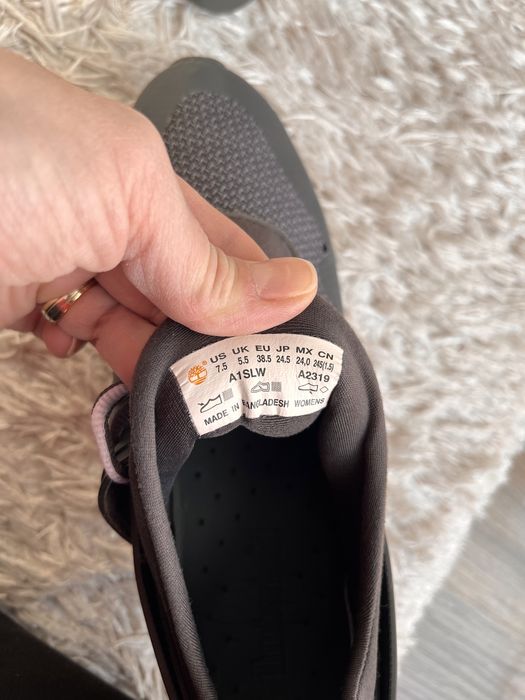 US UK EU JP MX CN
7.5 5.5 38.5 24.5 24,0 245(1.5)
A1SLW A2319
MADE IN BANGLADESH WOMENS